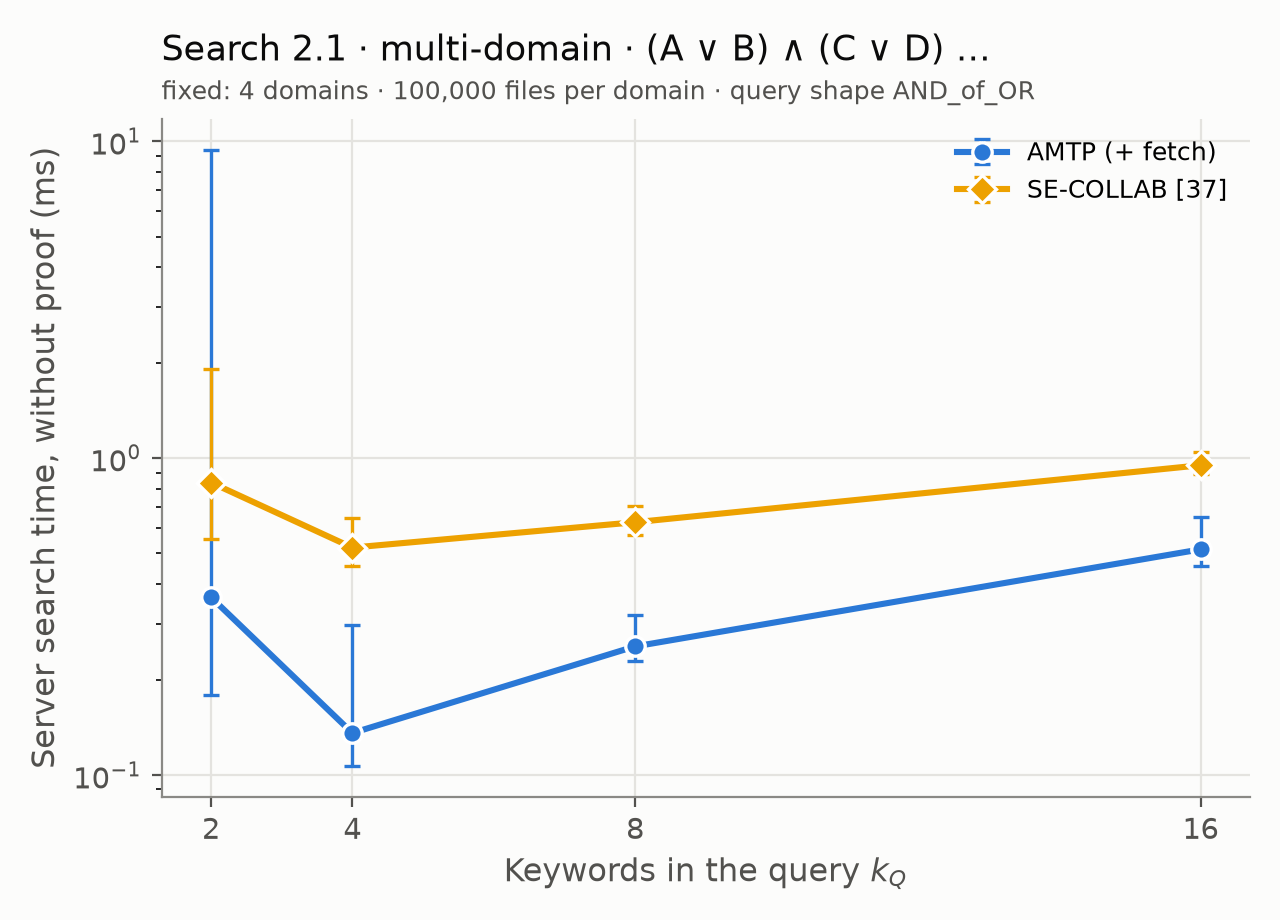 Search 2.1 · multi-domain · (A ∨ B) ∧ (C ∨ D) ...
fixed: 4 domains · 100,000 files per domain · query shape AND_of_OR
AMTP (+ fetch)
SE-COLLAB [37]
Server search time, without proof (ms)
10¹
10⁰
10⁻¹
2 4 8 16
Keywords in the query k_Q